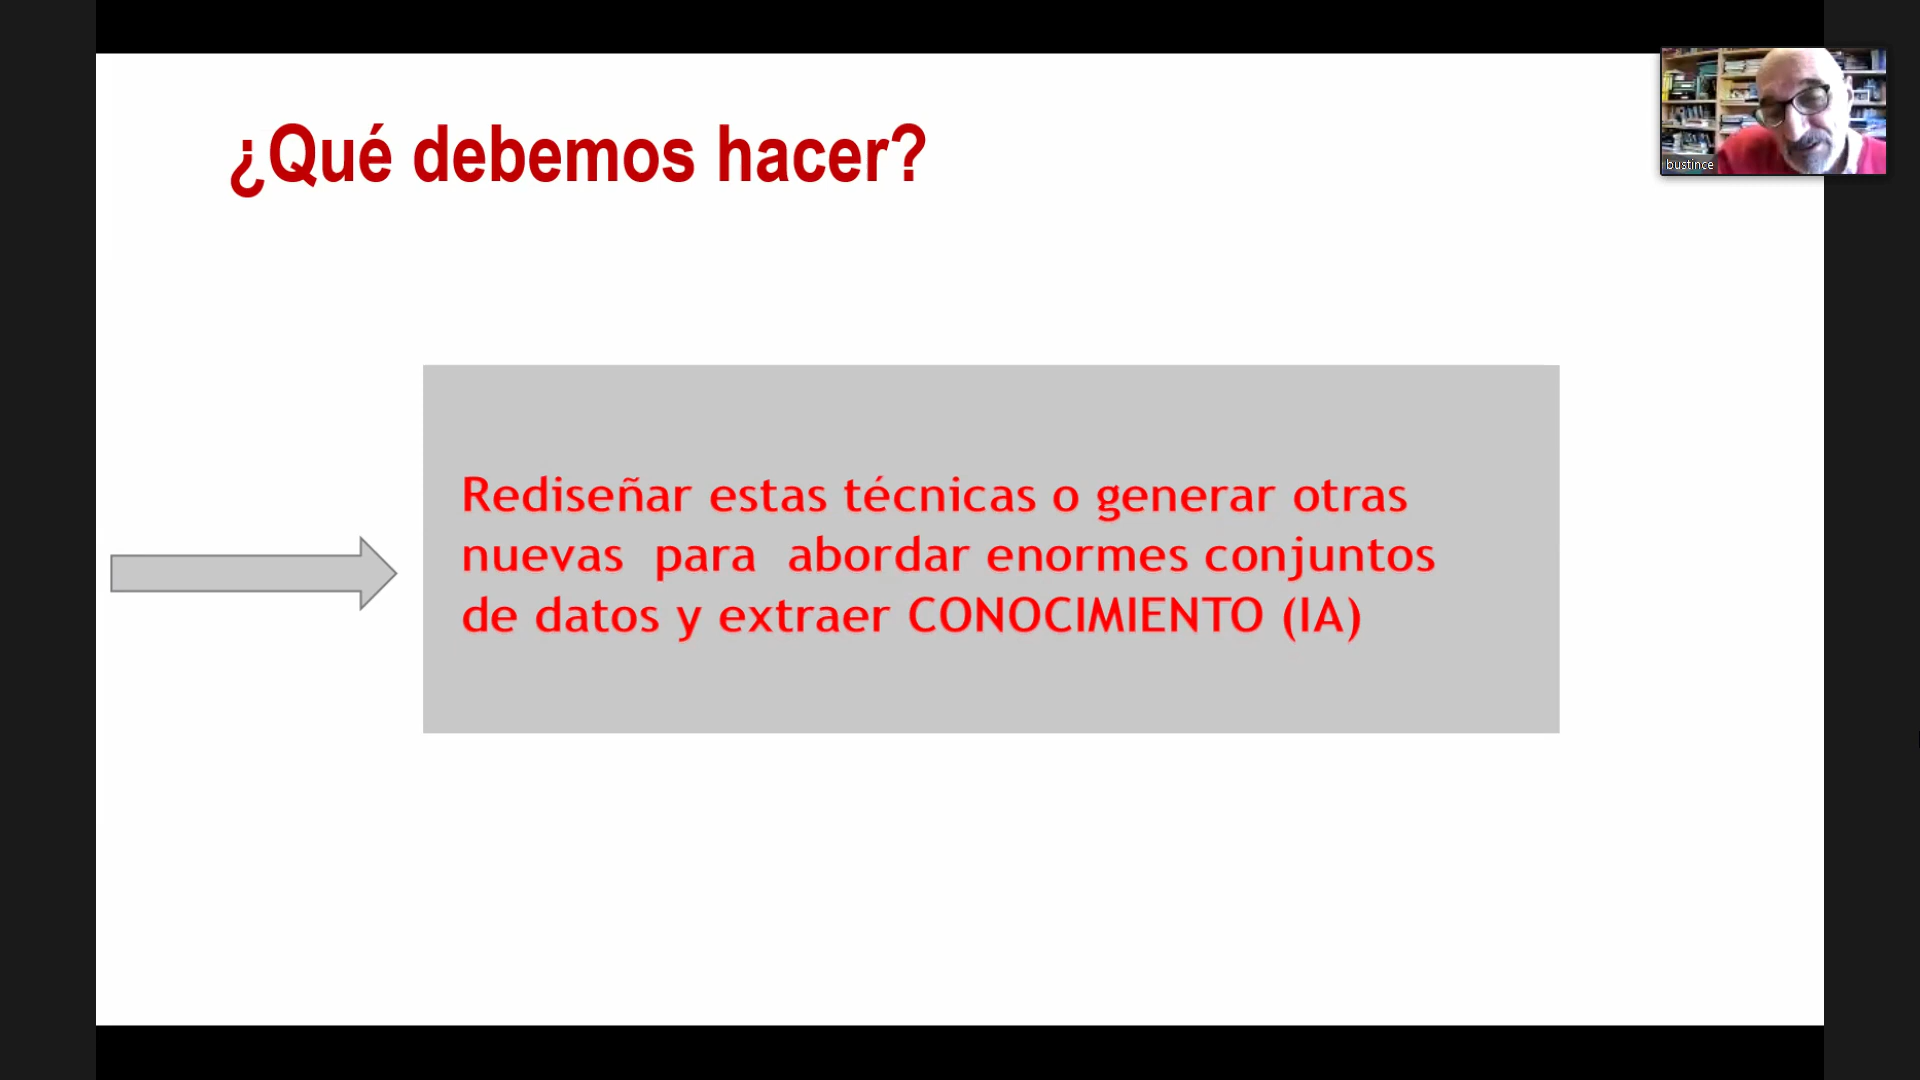 ¿Qué debemos hacer?
bustince
Rediseñar estas técnicas o generar otras
nuevas para abordar enormes conjuntos
de datos y extraer CONOCIMIENTO (IA)